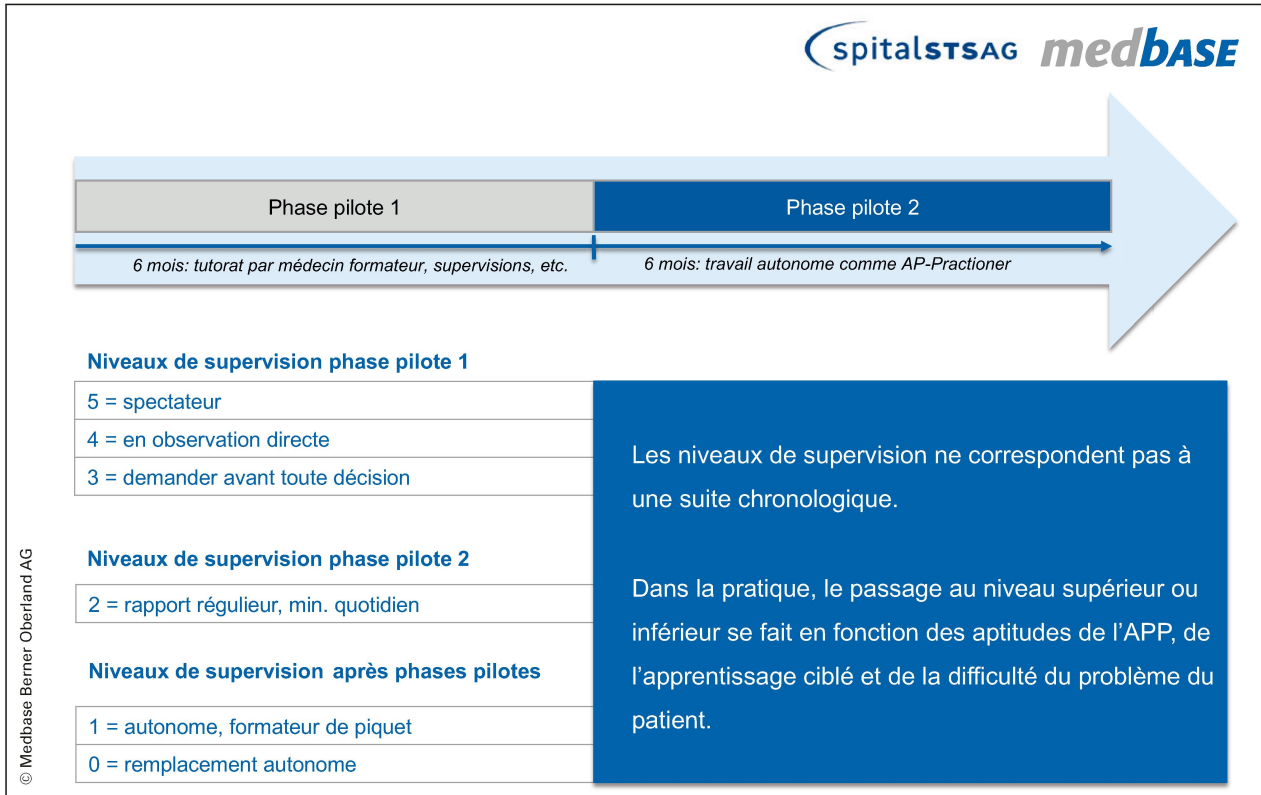 spitalSTSAG medbase
Phase pilote 1
Phase pilote 2
6 mois: tutorat par médecin formateur, supervisions, etc.
6 mois: travail autonome comme AP-Practioner
Niveaux de supervision phase pilote 1
5 = spectateur
4 = en observation directe
3 = demander avant toute décision
Niveaux de supervision phase pilote 2
2 = rapport régulieur, min. quotidien
Niveaux de supervision après phases pilotes
1 = autonome, formateur de piquet
0 = remplacement autonome
Les niveaux de supervision ne correspondent pas à
une suite chronologique.
Dans la pratique, le passage au niveau supérieur ou
inférieur se fait en fonction des aptitudes de l’APP, de
l’apprentissage ciblé et de la difficulté du problème du
patient.
© Medbase Berner Oberland AG